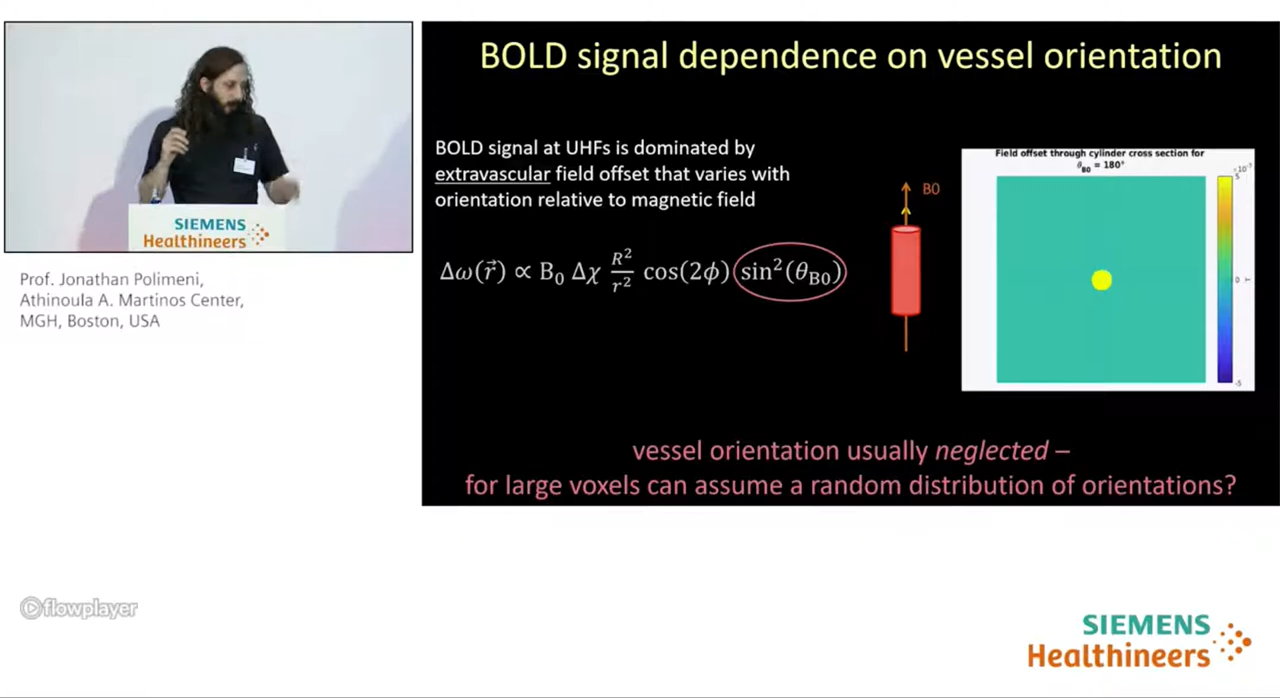 BOLD signal dependence on vessel orientation
BOLD signal at UHFs is dominated by
extravascular field offset that varies with
orientation relative to magnetic field
Δω(r⃗) ∝ B₀ Δχ R²/r² cos(2ϕ) sin²(θ_B0)
B0
Field offset through cylinder cross section for
θ_B0 = 180°
5
0
-5
vessel orientation usually neglected –
for large voxels can assume a random distribution of orientations?
SIEMENS
Healthineers
Prof. Jonathan Polimeni,
Athinoula A. Martinos Center,
MGH, Boston, USA
flowplayer
SIEMENS
Healthineers